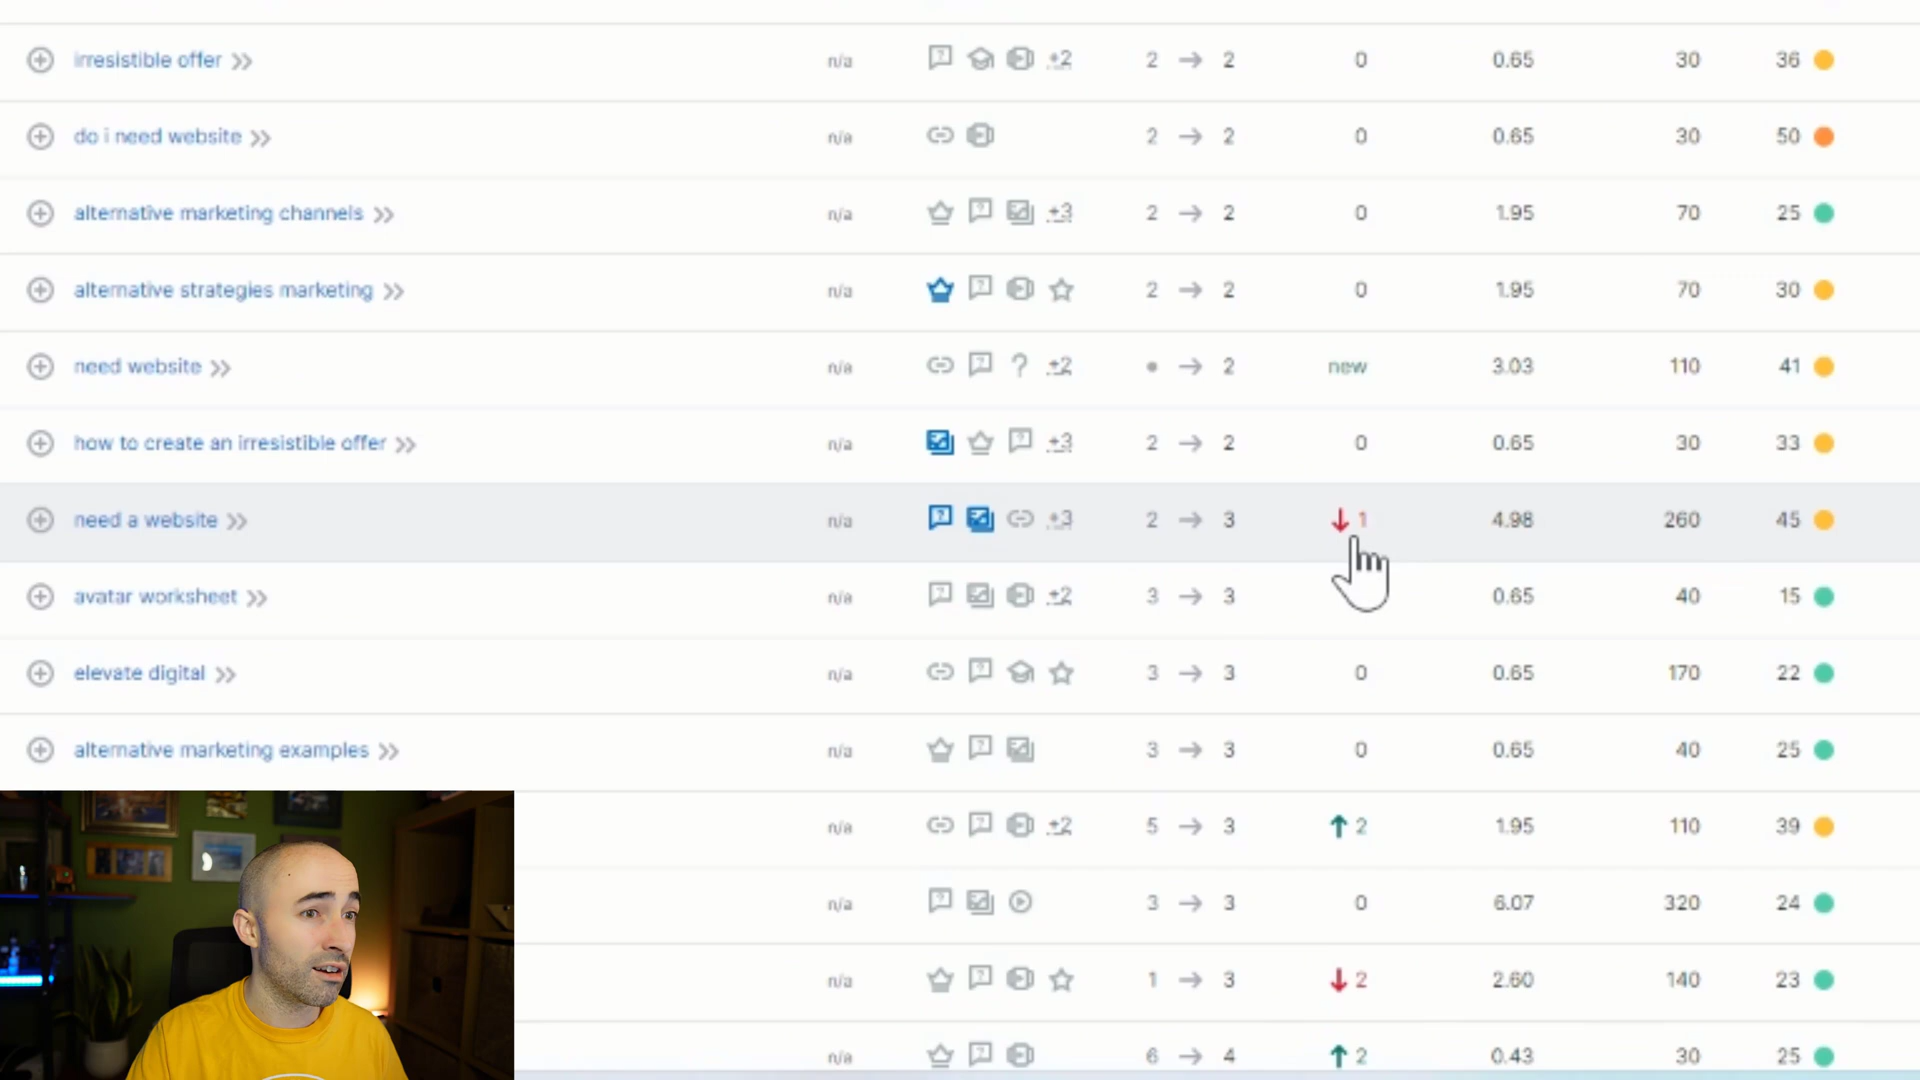 irresistible offer >> n/a +2 2 → 2 0 0.65 30 36
do i need website >> n/a 2 → 2 0 0.65 30 50
alternative marketing channels >> n/a +3 2 → 2 0 1.95 70 25
alternative strategies marketing >> n/a 2 → 2 0 1.95 70 30
need website >> n/a ? +2 • → 2 new 3.03 110 41
how to create an irresistible offer >> n/a +3 2 → 2 0 0.65 30 33
need a website >> n/a +3 2 → 3 ↓ 1 4.98 260 45
avatar worksheet >> n/a +2 3 → 3 0.65 40 15
elevate digital >> n/a 3 → 3 0 0.65 170 22
alternative marketing examples >> n/a 3 → 3 0 0.65 40 25
n/a +2 5 → 3 ↑ 2 1.95 110 39
n/a 3 → 3 0 6.07 320 24
n/a 1 → 3 ↓ 2 2.60 140 23
n/a 6 → 4 ↑ 2 0.43 30 25